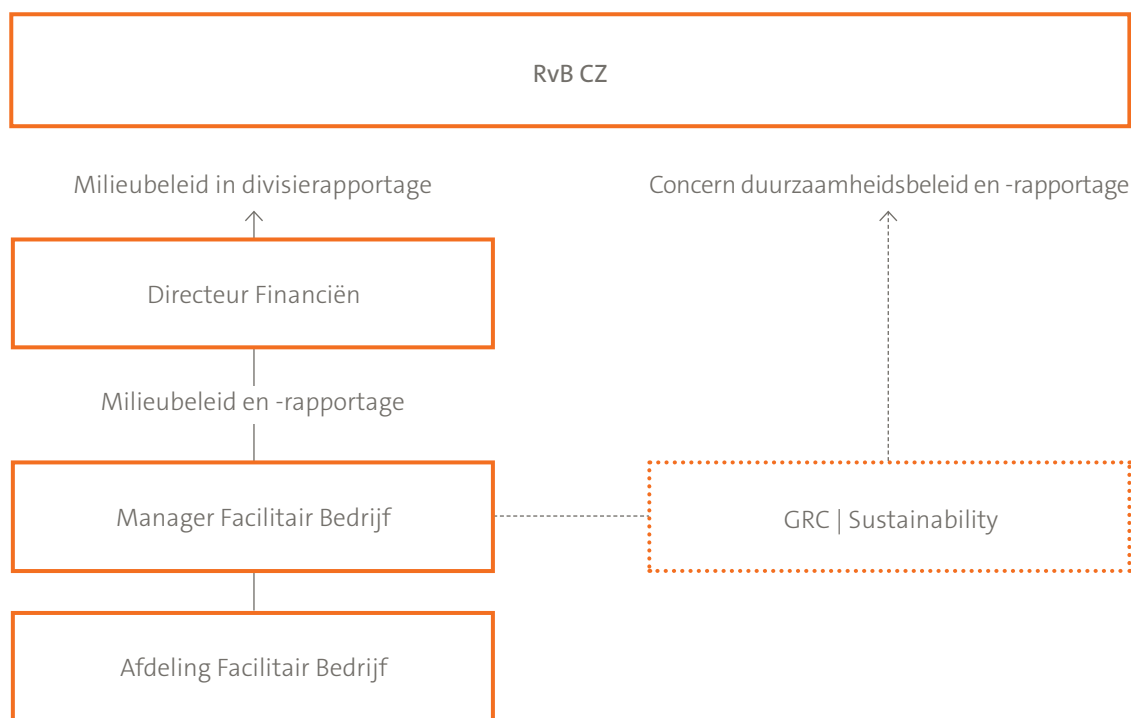 RvB CZ
Milieubeleid in divisierapportage
Concern duurzaamheidsbeleid en -rapportage
Directeur Financiën
Milieubeleid en -rapportage
Manager Facilitair Bedrijf
GRC | Sustainability
Afdeling Facilitair Bedrijf